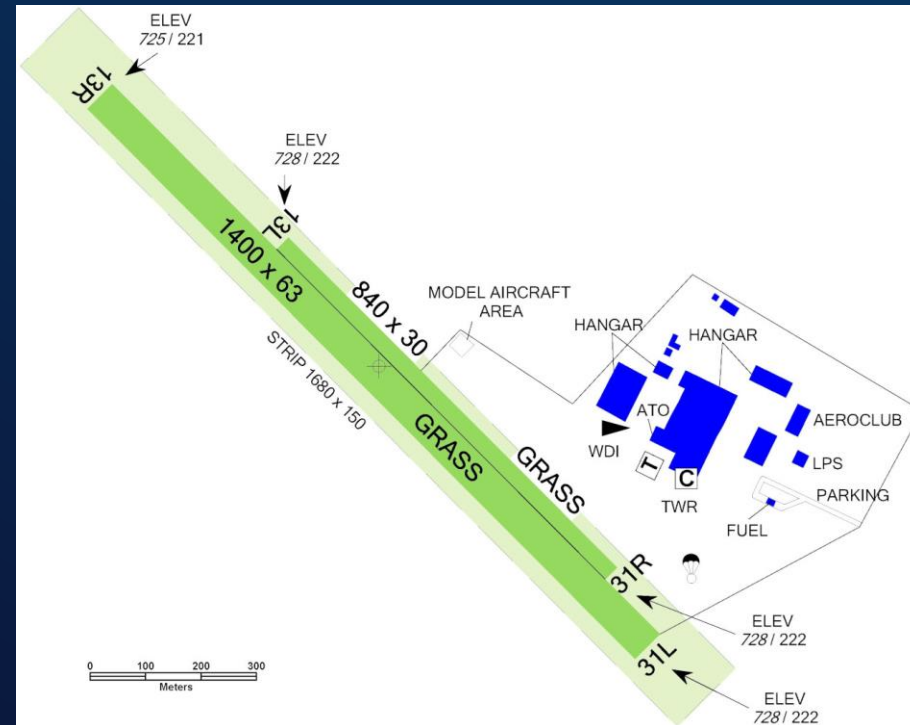 ELEV
725 / 221
13R
ELEV
728 / 222
13L
1400 x 63
840 x 30
STRIP 1680 x 150
MODEL AIRCRAFT
AREA
HANGAR
HANGAR
ATO
AEROCLUB
WDI
T
C
LPS
TWR
PARKING
FUEL
GRASS
GRASS
31R
31L
ELEV
728 / 222
ELEV
728 / 222
0 100 200 300
Meters